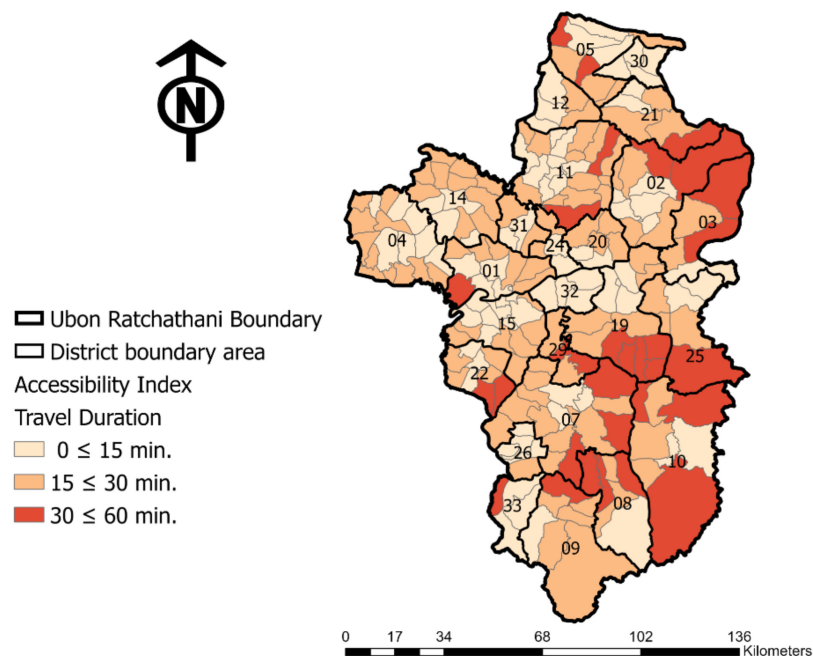 N
05
30
12
21
11
02
14
03
31
04
24
20
01
32
15
19
29
25
22
07
26
10
33
08
09
Ubon Ratchathani Boundary
District boundary area
Accessibility Index
Travel Duration
0 ≤ 15 min.
15 ≤ 30 min.
30 ≤ 60 min.
0 17 34 68 102 136
Kilometers